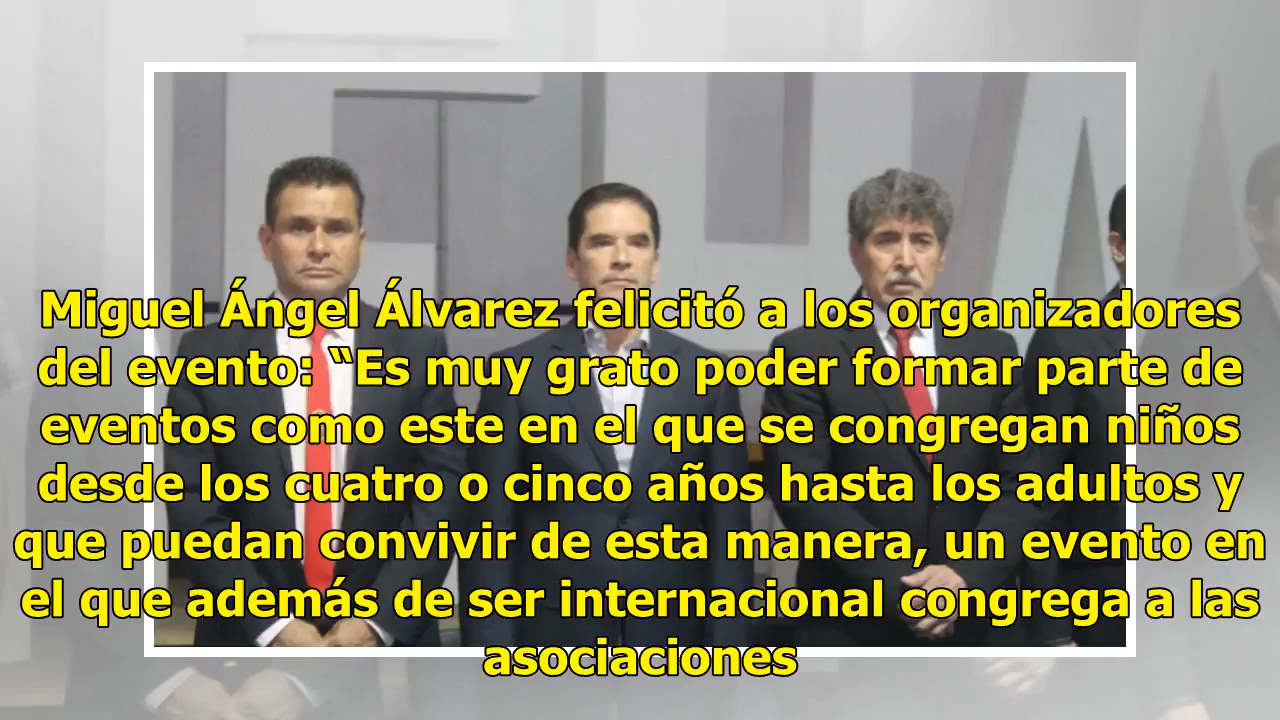 Miguel Ángel Álvarez felicitó a los organizadores
del evento: “Es muy grato poder formar parte de
eventos como este en el que se congregan niños
desde los cuatro o cinco años hasta los adultos y
que puedan convivir de esta manera, un evento en
el que además de ser internacional congrega a las
asociaciones